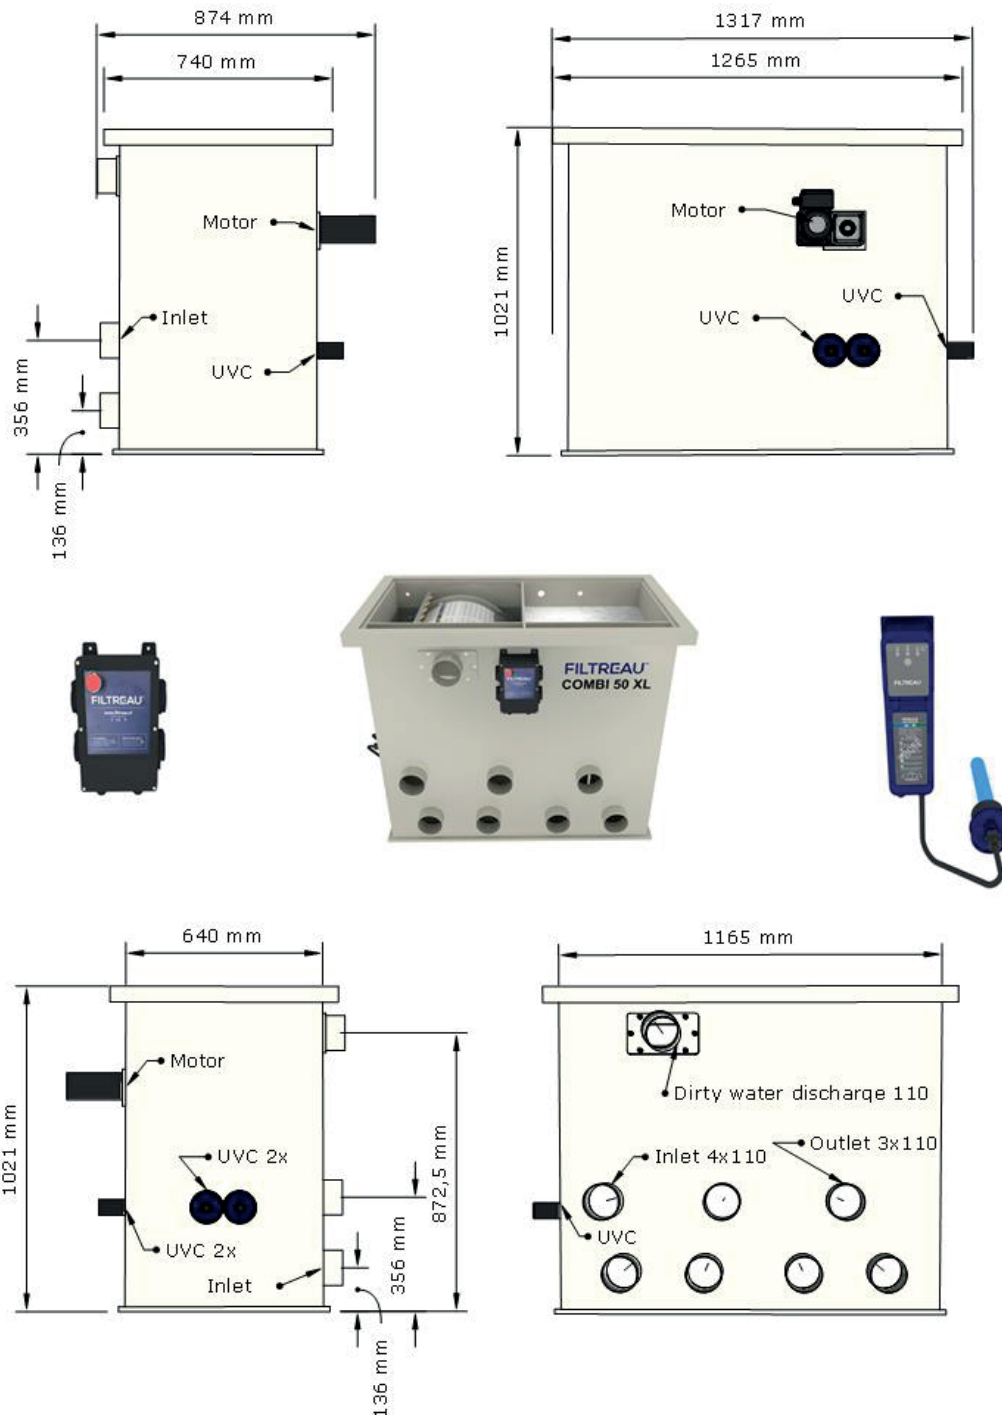 874 mm
740 mm
Motor
Inlet
UVC
356 mm
136 mm
1317 mm
1265 mm
1021 mm
Motor
UVC
UVC
FILTREAU
FILTREAU
COMBI 50 XL
FILTREAU
640 mm
1021 mm
Motor
UVC 2x
UVC 2x
Inlet
872,5 mm
356 mm
136 mm
1165 mm
Dirty water discharge 110
Inlet 4x110
Outlet 3x110
UVC